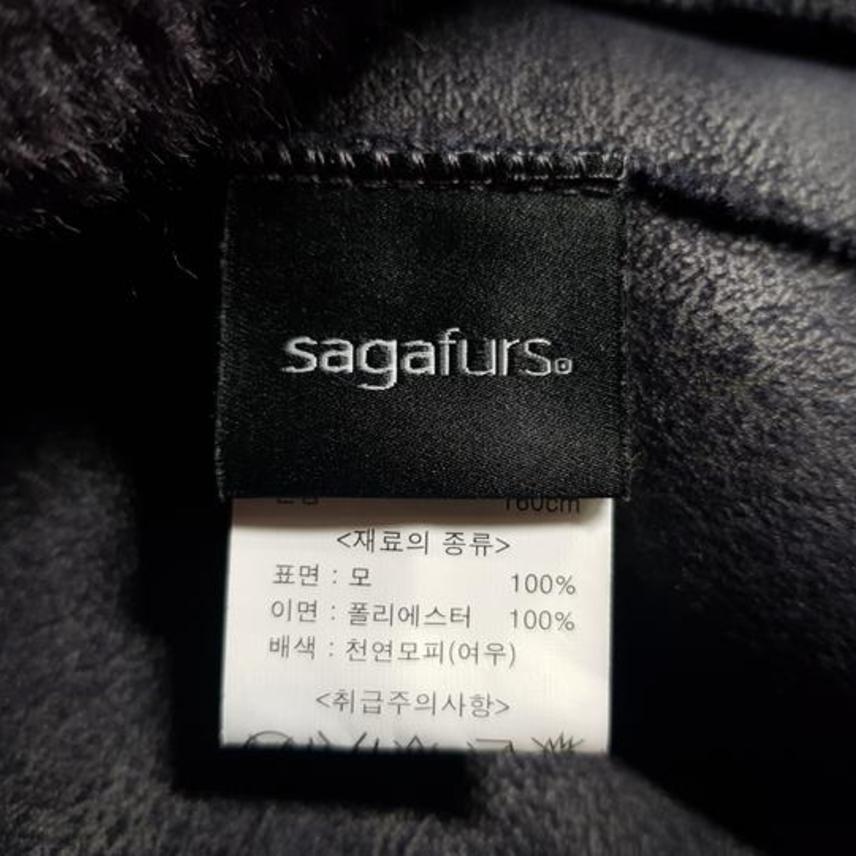 sagafurs®
160cm
<재료의 종류>
표면 : 모 100%
이면 : 폴리에스터 100%
배색 : 천연모피(여우)
<취급주의사항>